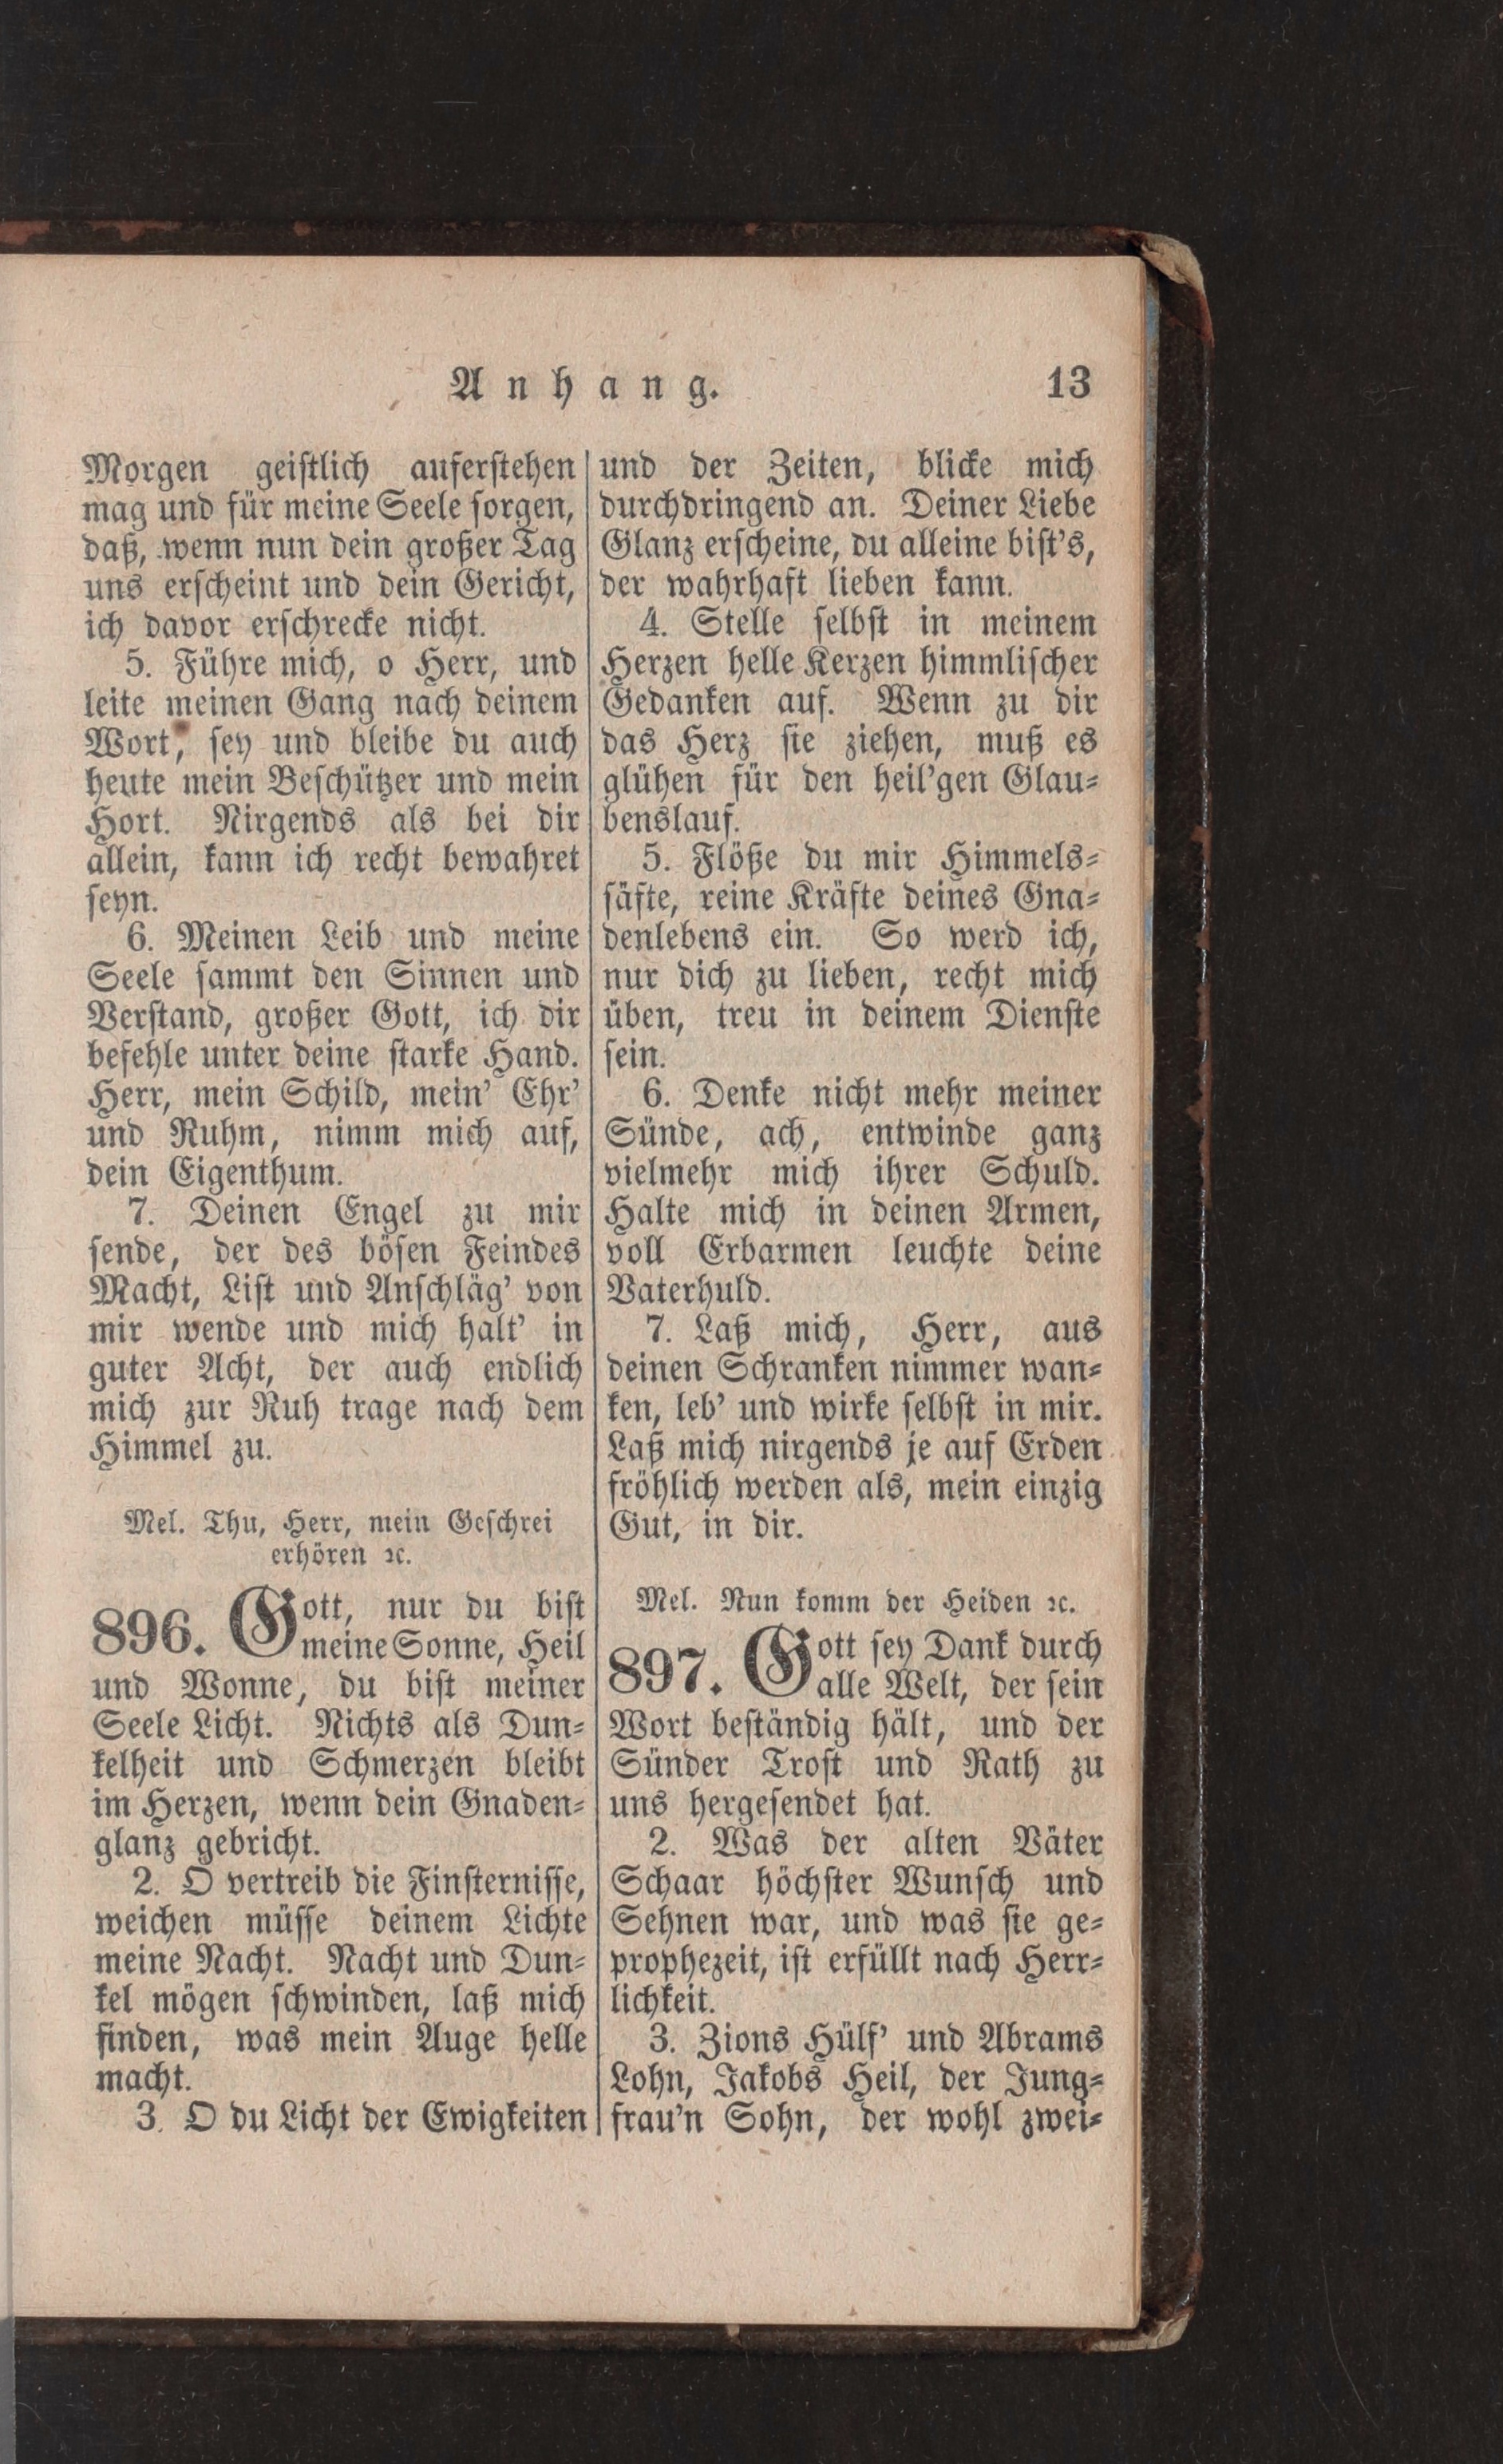 Anhang. 13
Morgen geistlich auferstehen
mag und für meine Seele sorgen,
daß, wenn nun dein großer Tag
uns erscheint und dein Gericht,
ich davor erschrecke nicht.
5. Führe mich, o Herr, und
leite meinen Gang nach deinem
Wort, sey und bleibe du auch
heute mein Beschützer und mein
Hort. Nirgends als bei dir
allein, kann ich recht bewahret
seyn.
6. Meinen Leib und meine
Seele sammt den Sinnen und
Verstand, großer Gott, ich dir
befehle unter deine starke Hand.
Herr, mein Schild, mein' Ehr'
und Ruhm, nimm mich auf,
dein Eigenthum.
7. Deinen Engel zu mir
sende, der des bösen Feindes
Macht, List und Anschläg' von
mir wende und mich halt' in
guter Acht, der auch endlich
mich zur Ruh trage nach dem
Himmel zu.
Mel. Thu, Herr, mein Geschrei
erhören ꝛc.
896. Gott, nur du bist
meine Sonne, Heil
und Wonne, du bist meiner
Seele Licht. Nichts als Dun-
kelheit und Schmerzen bleibt
im Herzen, wenn dein Gnaden-
glanz gebricht.
2. O vertreib die Finsternisse,
weichen müsse deinem Lichte
meine Nacht. Nacht und Dun-
kel mögen schwinden, laß mich
finden, was mein Auge helle
macht.
3. O du Licht der Ewigkeiten
und der Zeiten, blicke mich
durchdringend an. Deiner Liebe
Glanz erscheine, du alleine bist's,
der wahrhaft lieben kann.
4. Stelle selbst in meinem
Herzen helle Kerzen himmlischer
Gedanken auf. Wenn zu dir
das Herz sie ziehen, muß es
glühen für den heil'gen Glau-
benslauf.
5. Flöße du mir Himmels-
säfte, reine Kräfte deines Gna-
denlebens ein. So werd ich,
nur dich zu lieben, recht mich
üben, treu in deinem Dienste
sein.
6. Denke nicht mehr meiner
Sünde, ach, entwinde ganz
vielmehr mich ihrer Schuld.
Halte mich in deinen Armen,
voll Erbarmen leuchte deine
Vaterhuld.
7. Laß mich, Herr, aus
deinen Schranken nimmer wan-
ken, leb' und wirke selbst in mir.
Laß mich nirgends je auf Erden
fröhlich werden als, mein einzig
Gut, in dir.
Mel. Nun komm der Heiden ꝛc.
897. Gott sey Dank durch
alle Welt, der sein
Wort beständig hält, und der
Sünder Trost und Rath zu
uns hergesendet hat.
2. Was der alten Väter
Schaar höchster Wunsch und
Sehnen war, und was sie ge-
prophezeit, ist erfüllt nach Herr-
lichkeit.
3. Zions Hülf' und Abrams
Lohn, Jakobs Heil, der Jung-
frau'n Sohn, der wohl zwei-